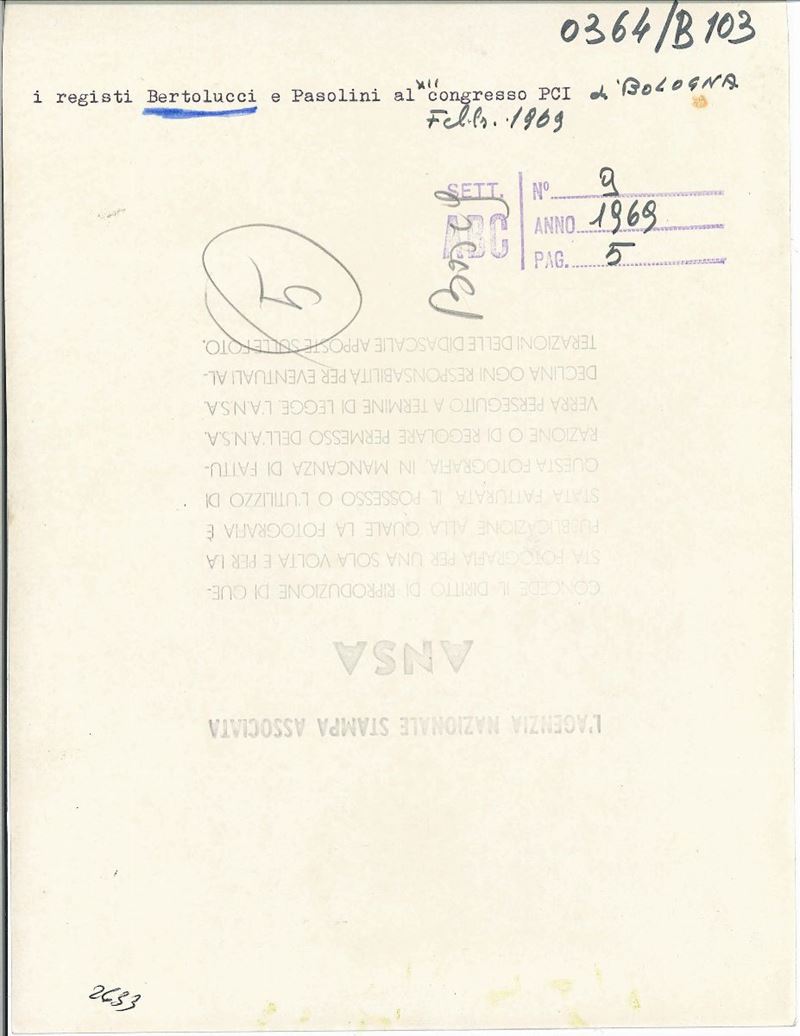 0364/B 103
XII
i registi Bertolucci e Pasolini al congresso PCI di BOLOGNA
Febbr. 1969
SETT.
ABC
N° 9
ANNO 1969
PAG. 5
5
L'AGENZIA NAZIONALE STAMPA ASSOCIATA
ANSA
CONCEDE IL DIRITTO DI RIPRODUZIONE DI QUE-
STA FOTOGRAFIA PER UNA SOLA VOLTA E PER LA
PUBBLICAZIONE ALLA QUALE LA FOTOGRAFIA È
STATA FATTURATA. IL POSSESSO O L'UTILIZZO DI
QUESTA FOTOGRAFIA, IN MANCANZA DI FATTU-
RAZIONE O DI REGOLARE PERMESSO DELL'A.N.S.A.
VERRA PERSEGUITO A TERMINE DI LEGGE. L'A.N.S.A.
DECLINA OGNI RESPONSABILITÀ PER EVENTUALI AL-
TERAZIONI DELLE DIDASCALIE APPOSTE SULLE FOTO.
2633